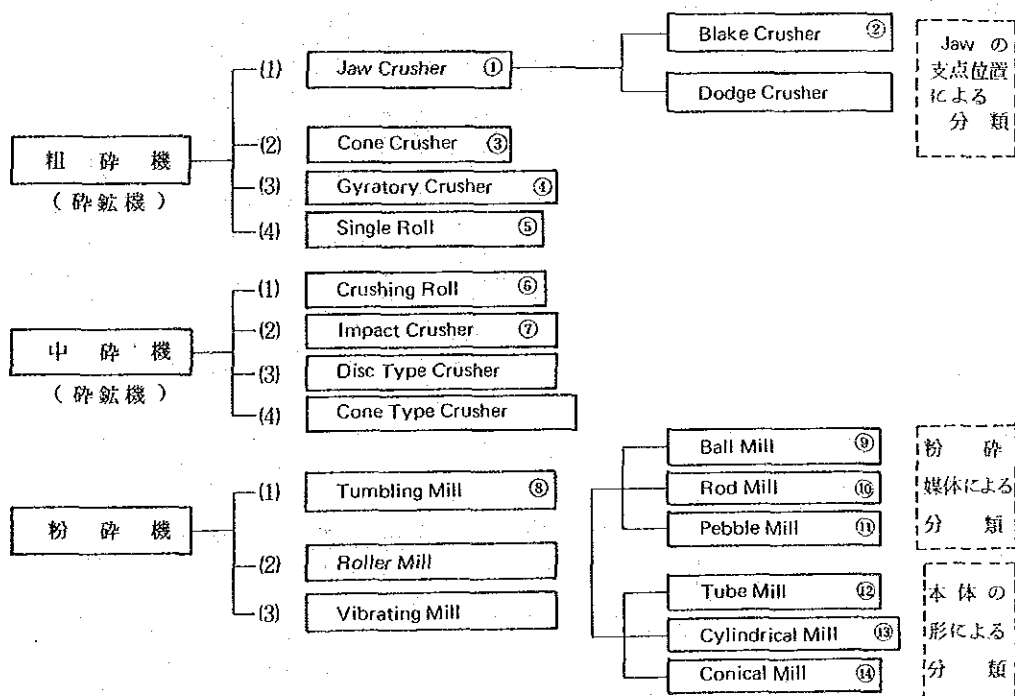 粗砕機
(砕鉱機)
(1) Jaw Crusher ①
Blake Crusher ②
Dodge Crusher
Jaw の
支点位置
による
分類
(2) Cone Crusher ③
(3) Gyratory Crusher ④
(4) Single Roll ⑤
中砕機
(砕鉱機)
(1) Crushing Roll ⑥
(2) Impact Crusher ⑦
(3) Disc Type Crusher
(4) Cone Type Crusher
粉砕機
(1) Tumbling Mill ⑧
(2) Roller Mill
(3) Vibrating Mill
Ball Mill ⑨
Rod Mill ⑩
Pebble Mill ⑪
粉砕
媒体による
分類
Tube Mill ⑫
Cylindrical Mill ⑬
Conical Mill ⑭
本体の
形による
分類